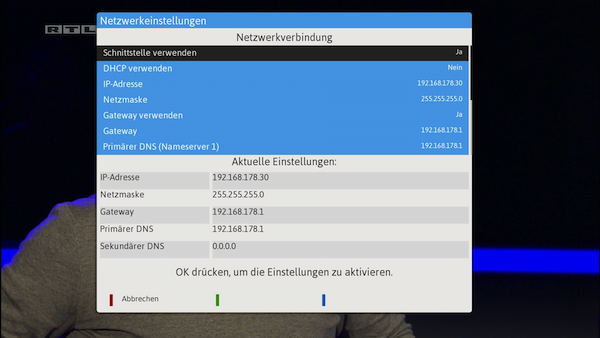 Netzwerkeinstellungen
RTL
Netzwerkverbindung
Schnittstelle verwenden Ja
DHCP verwenden Nein
IP-Adresse 192.168.178.30
Netzmaske 255.255.255.0
Gateway verwenden Ja
Gateway 192.168.178.1
Primärer DNS (Nameserver 1) 192.168.178.1
Aktuelle Einstellungen:
IP-Adresse 192.168.178.30
Netzmaske 255.255.255.0
Gateway 192.168.178.1
Primärer DNS 192.168.178.1
Sekundärer DNS 0.0.0.0
OK drücken, um die Einstellungen zu aktivieren.
Abbrechen